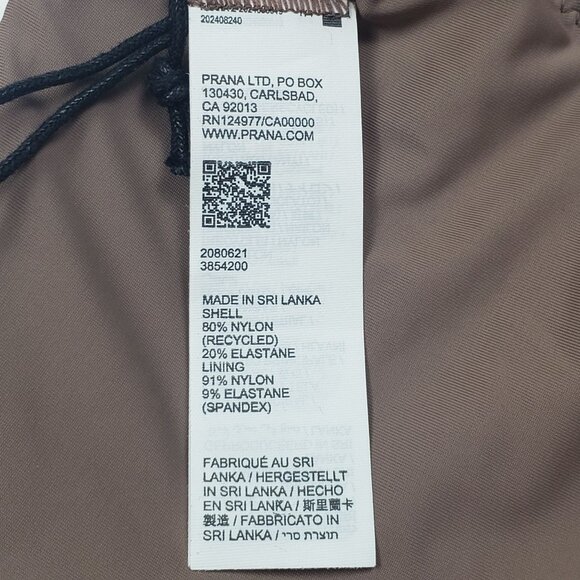 202408240
PRANA LTD, PO BOX
130430, CARLSBAD,
CA 92013
RN124977/CA00000
WWW.PRANA.COM
2080621
3854200
MADE IN SRI LANKA
SHELL
80% NYLON
(RECYCLED)
20% ELASTANE
LINING
91% NYLON
9% ELASTANE
(SPANDEX)
FABRIQUÉ AU SRI
LANKA / HERGESTELLT
IN SRI LANKA / HECHO
EN SRI LANKA / 斯里蘭卡
製造 / FABBRICATO IN
SRI LANKA / תוצרת סרי